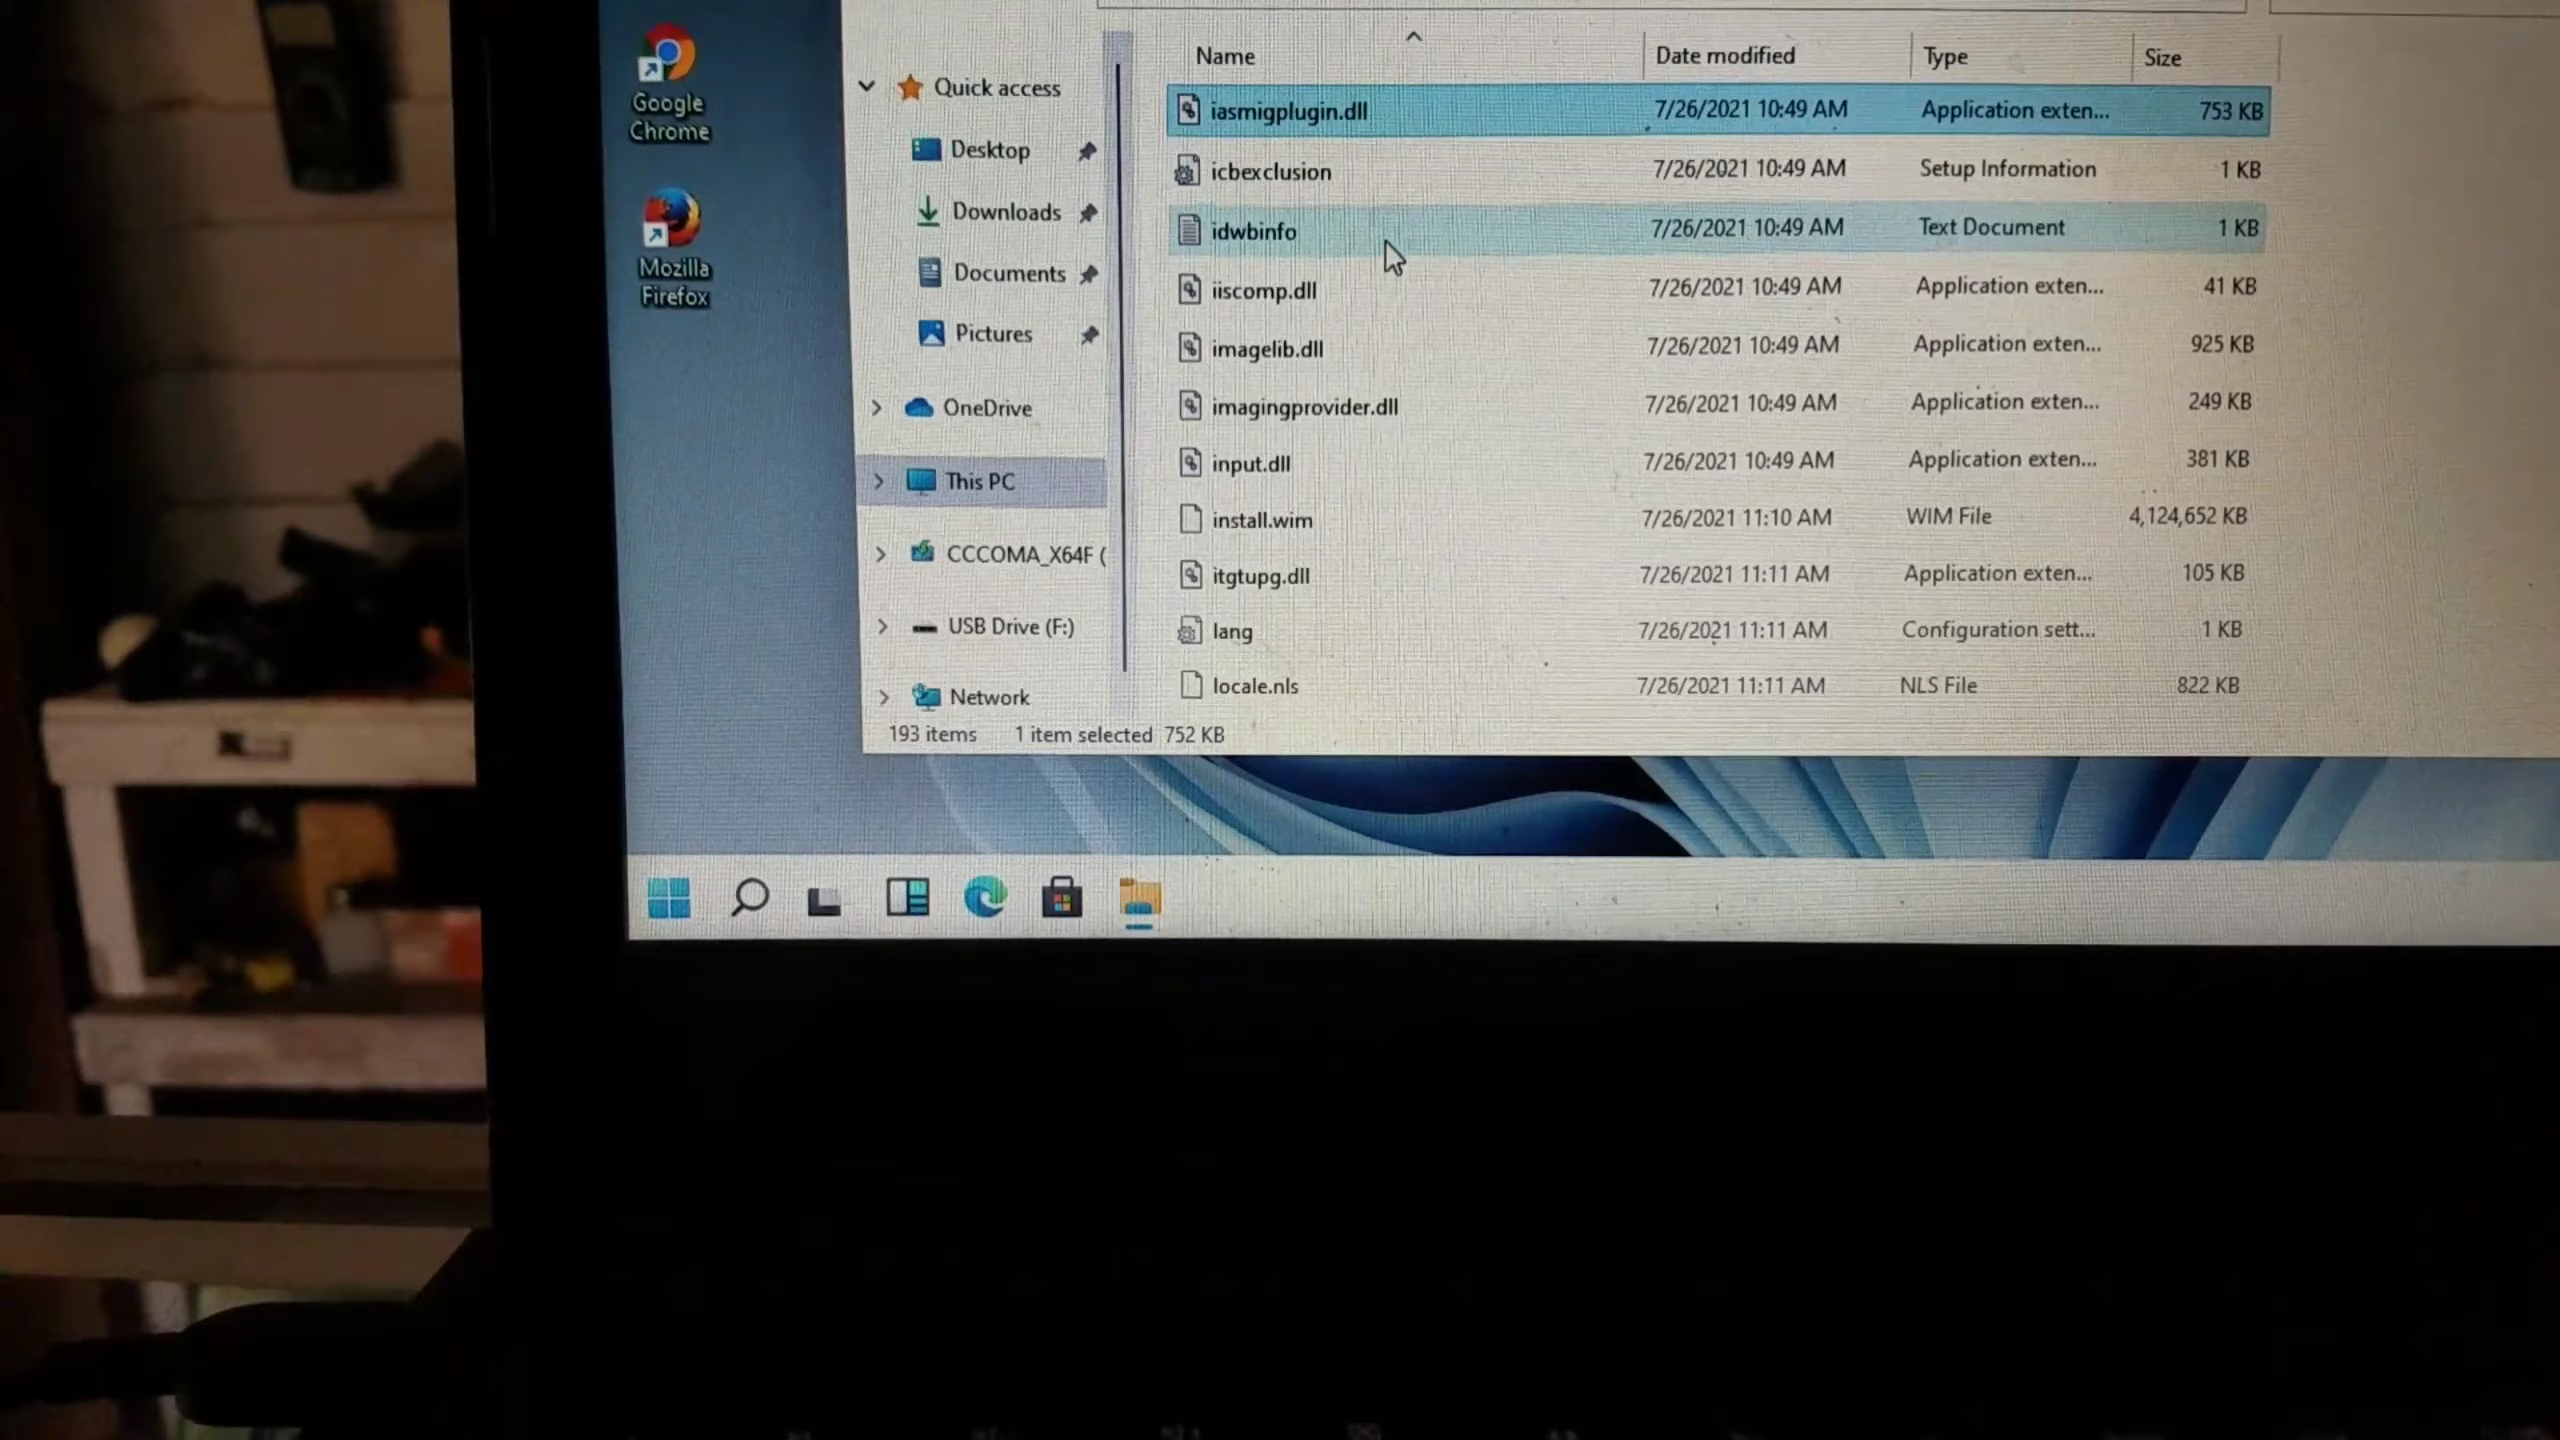 Google
Chrome
Mozilla
Firefox
Quick access
Desktop
Downloads
Documents
Pictures
OneDrive
This PC
CCCOMA_X64F (
USB Drive (F:)
Network
Name Date modified Type Size
iasmigplugin.dll 7/26/2021 10:49 AM Application exten... 753 KB
icbexclusion 7/26/2021 10:49 AM Setup Information 1 KB
idwbinfo 7/26/2021 10:49 AM Text Document 1 KB
iiscomp.dll 7/26/2021 10:49 AM Application exten... 41 KB
imagelib.dll 7/26/2021 10:49 AM Application exten... 925 KB
imagingprovider.dll 7/26/2021 10:49 AM Application exten... 249 KB
input.dll 7/26/2021 10:49 AM Application exten... 381 KB
install.wim 7/26/2021 11:10 AM WIM File 4,124,652 KB
itgtupg.dll 7/26/2021 11:11 AM Application exten... 105 KB
lang 7/26/2021 11:11 AM Configuration sett... 1 KB
locale.nls 7/26/2021 11:11 AM NLS File 822 KB
193 items 1 item selected 752 KB